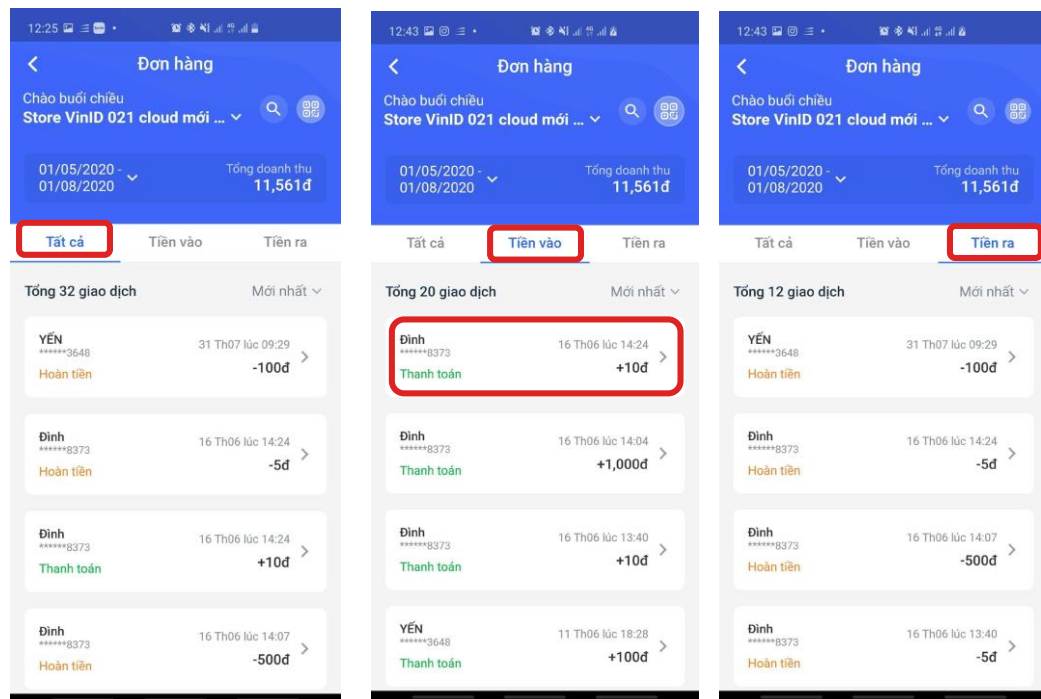 12:25
Đơn hàng
Chào buổi chiều
Store VinID 021 cloud mới ...
01/05/2020 -
01/08/2020
Tổng doanh thu
11,561đ
Tất cả
Tiền vào
Tiền ra
Tổng 32 giao dịch
Mới nhất
YẾN
******3648
Hoàn tiền
31 Th07 lúc 09:29
-100đ
Đình
******8373
Hoàn tiền
16 Th06 lúc 14:24
-5đ
Đình
******8373
Thanh toán
16 Th06 lúc 14:24
+10đ
Đình
******8373
Hoàn tiền
16 Th06 lúc 14:07
-500đ
12:43
Đơn hàng
Chào buổi chiều
Store VinID 021 cloud mới ...
01/05/2020 -
01/08/2020
Tổng doanh thu
11,561đ
Tất cả
Tiền vào
Tiền ra
Tổng 20 giao dịch
Mới nhất
Đình
******8373
Thanh toán
16 Th06 lúc 14:24
+10đ
Đình
******8373
Thanh toán
16 Th06 lúc 14:04
+1,000đ
Đình
******8373
Thanh toán
16 Th06 lúc 13:40
+10đ
YẾN
******3648
Thanh toán
11 Th06 lúc 18:28
+100đ
12:43
Đơn hàng
Chào buổi chiều
Store VinID 021 cloud mới ...
01/05/2020 -
01/08/2020
Tổng doanh thu
11,561đ
Tất cả
Tiền vào
Tiền ra
Tổng 12 giao dịch
Mới nhất
YẾN
******3648
Hoàn tiền
31 Th07 lúc 09:29
-100đ
Đình
******8373
Hoàn tiền
16 Th06 lúc 14:24
-5đ
Đình
******8373
Hoàn tiền
16 Th06 lúc 14:07
-500đ
Đình
******8373
Hoàn tiền
16 Th06 lúc 13:40
-5đ